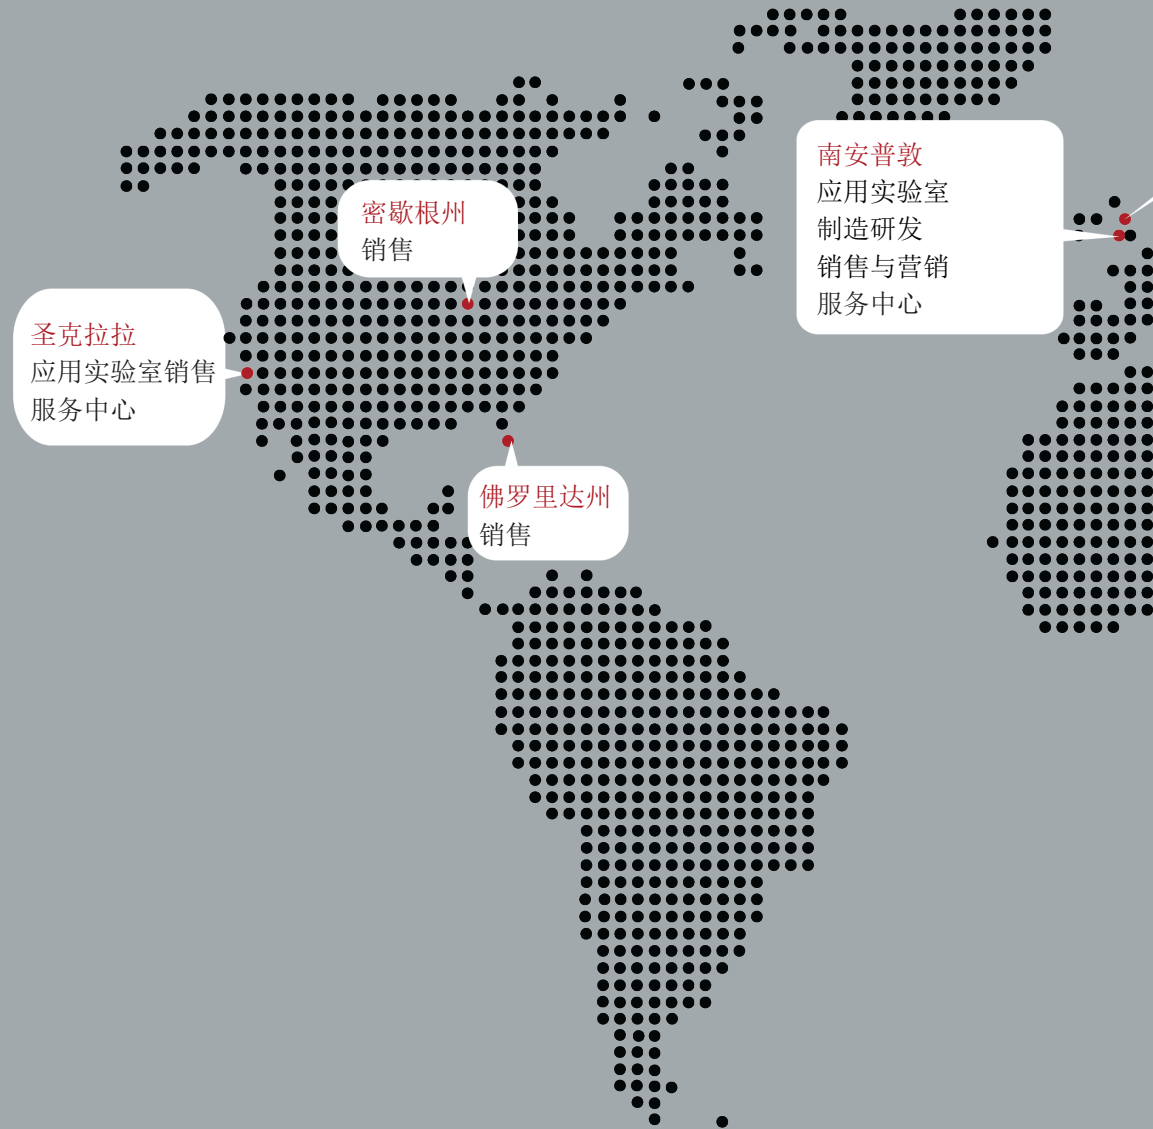 南安普敦
应用实验室
制造研发
销售与营销
服务中心
密歇根州
销售
圣克拉拉
应用实验室销售
服务中心
佛罗里达州
销售